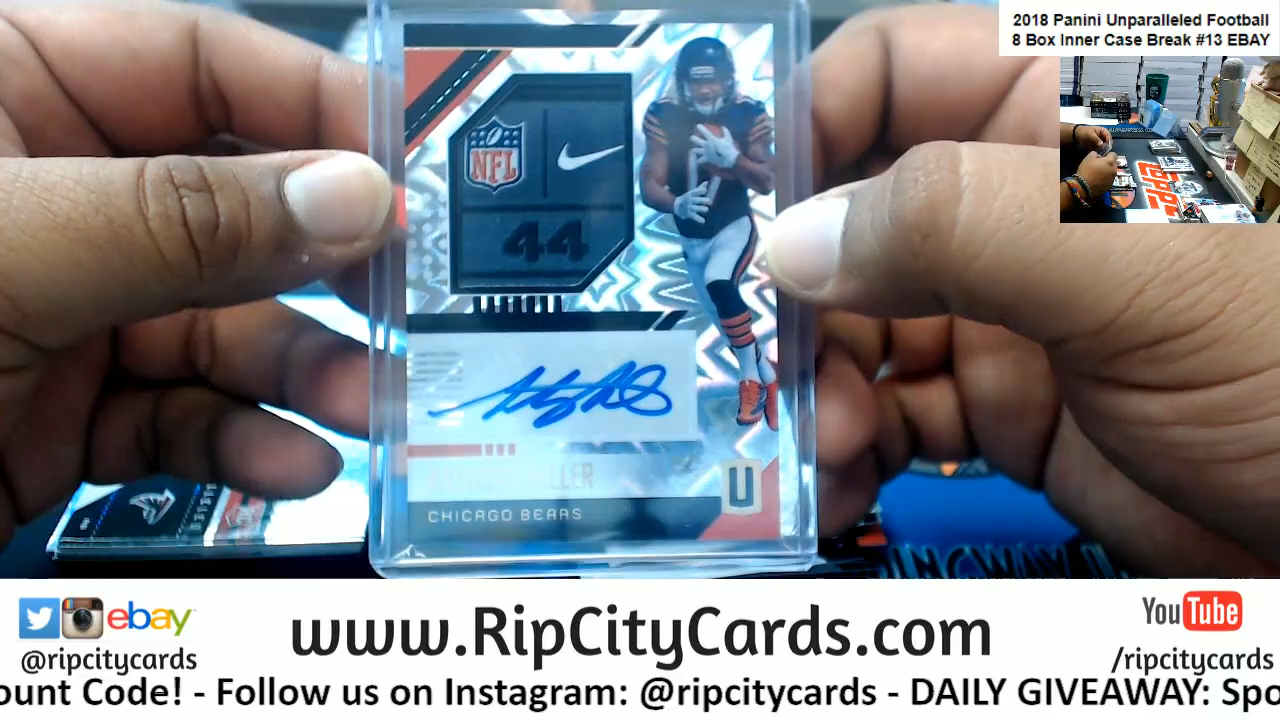 2018 Panini Unparalleled Football
8 Box Inner Case Break #13 EBAY
NFL
44
CHICAGO BEARS
U
ebay
@ripcitycards
www.RipCityCards.com
YouTube
/ripcitycards
ount Code! - Follow us on Instagram: @ripcitycards - DAILY GIVEAWAY: Spo